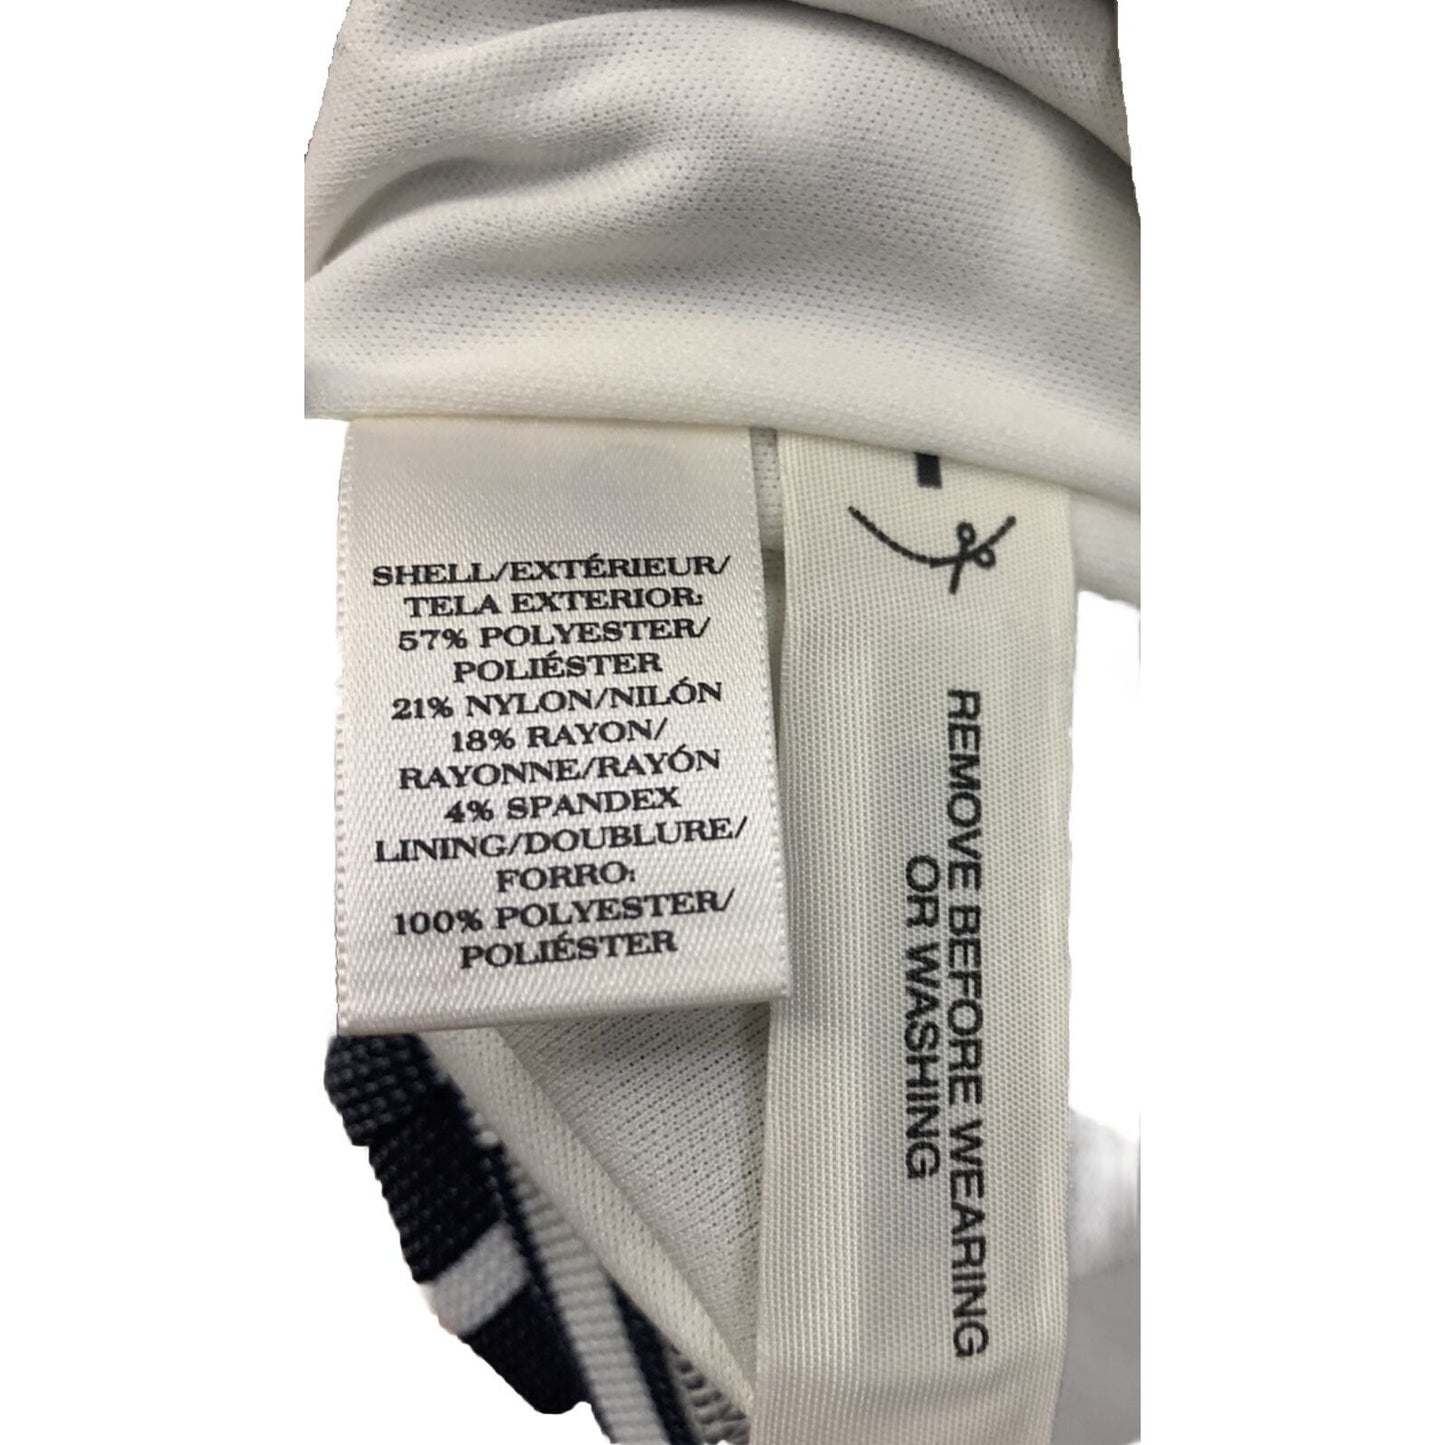 SHELL/EXTÉRIEUR/
TELA EXTERIOR:
57% POLYESTER/
POLIÉSTER
21% NYLON/NILÓN
18% RAYON/
RAYONNE/RAYÓN
4% SPANDEX
LINING/DOUBLURE/
FORRO:
100% POLYESTER/
POLIÉSTER
REMOVE BEFORE WEARING
OR WASHING